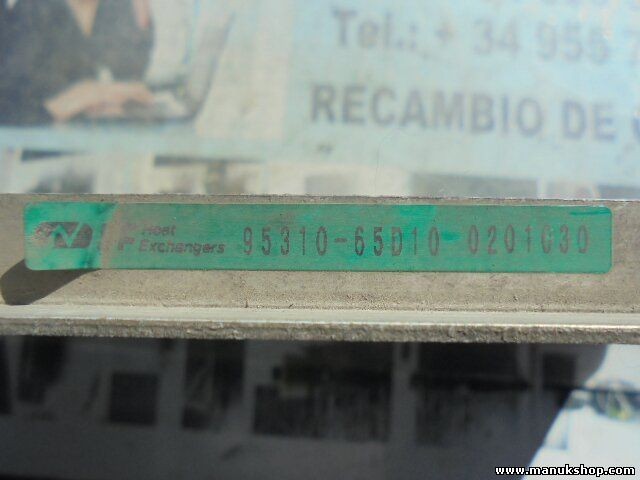 Tel.: + 34 955
RECAMBIO DE
Heat
Exchangers 95310-65D10 0201030
www.manukshop.com